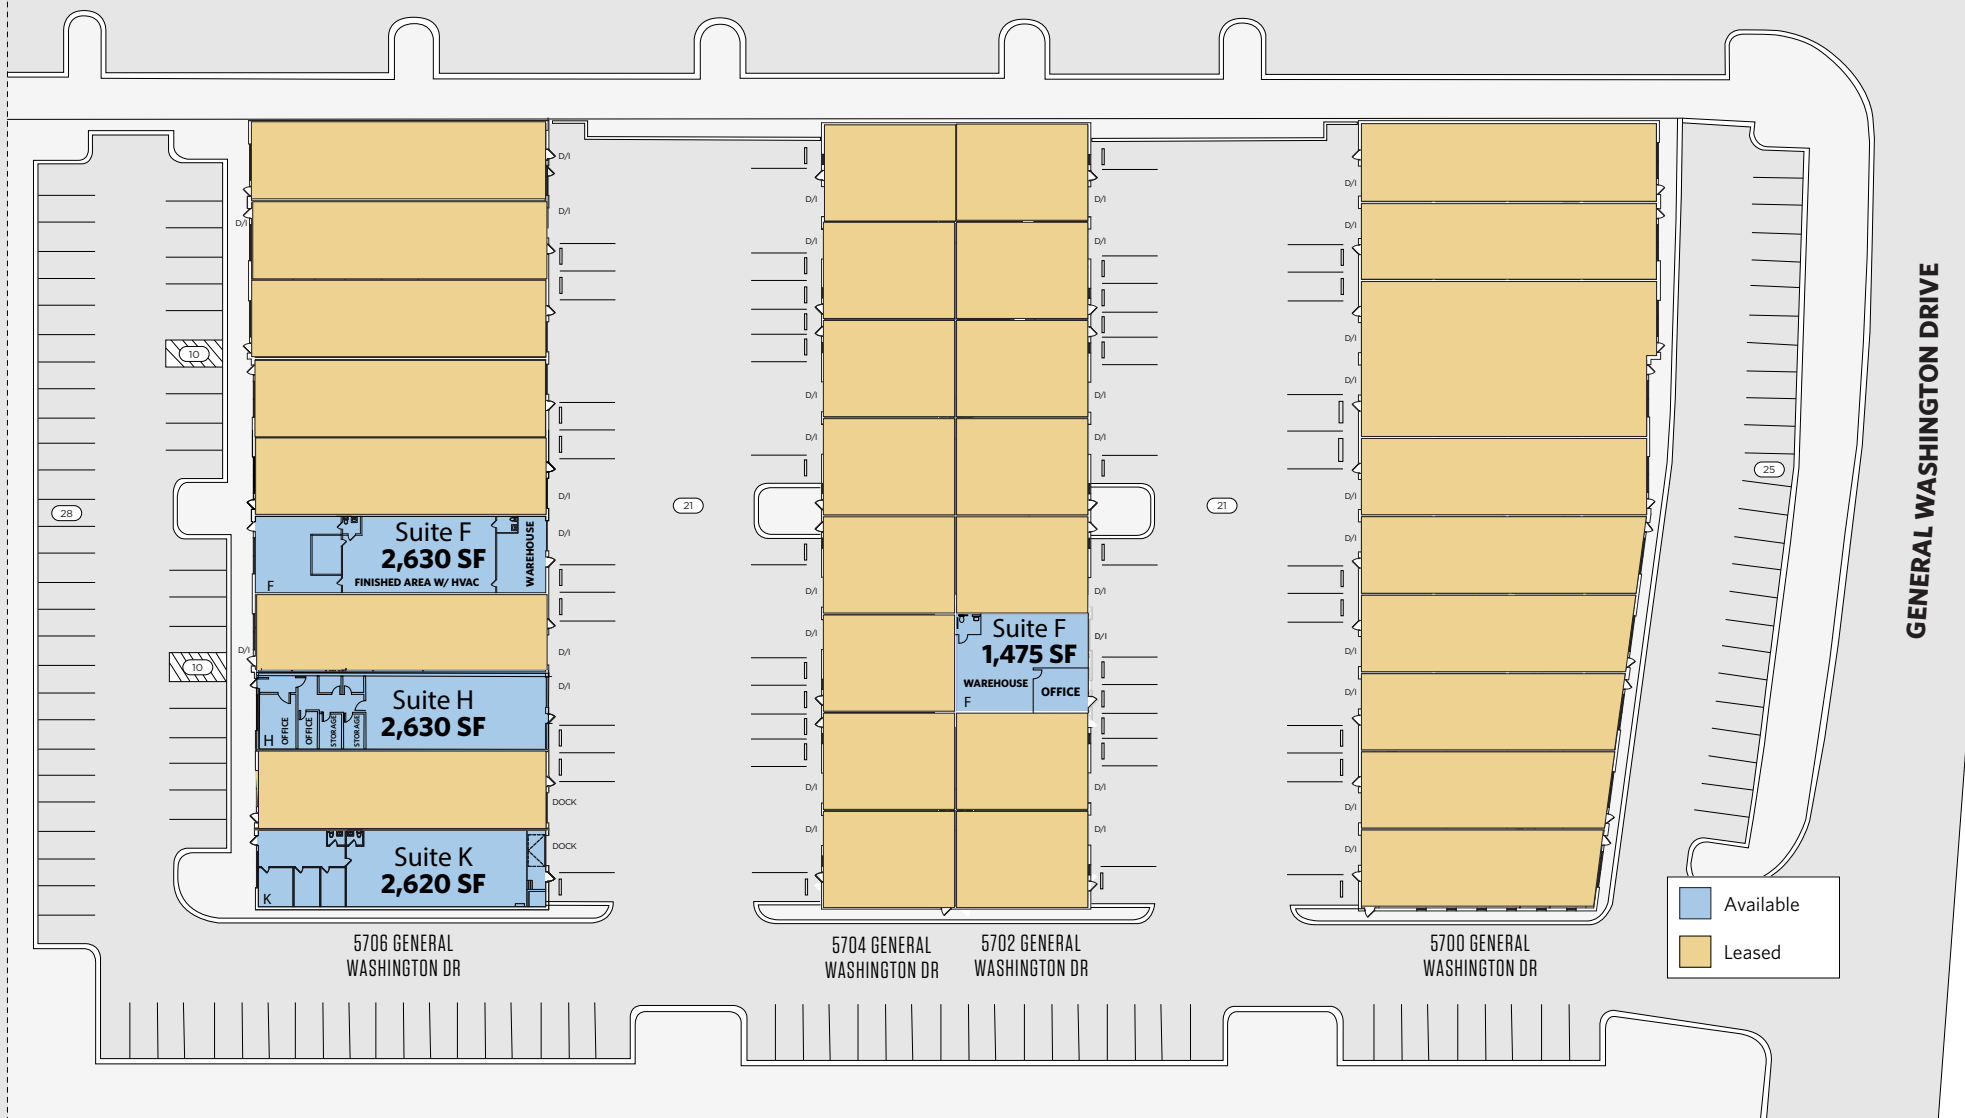 D/I
D/I
D/I
D/I
D/I
D/I
D/I
D/I
D/I
D/I
D/I
D/I
D/I
D/I
10
D/I
D/I
D/I
D/I
D/I
D/I
GENERAL WASHINGTON DRIVE
25
D/I
D/I
28
21
21
Suite F
2,630 SF
FINISHED AREA W/ HVAC
WAREHOUSE
F
D/I
D/I
D/I
D/I
D/I
Suite F
1,475 SF
WAREHOUSE
OFFICE
F
D/I
D/I
D/I
D/I
10
D/I
D/I
Suite H
2,630 SF
H
OFFICE
OFFICE
STORAGE
STORAGE
D/I
DOCK
D/I
D/I
D/I
DOCK
D/I
D/I
D/I
Suite K
2,620 SF
K
5706 GENERAL
WASHINGTON DR
5704 GENERAL
WASHINGTON DR
5702 GENERAL
WASHINGTON DR
5700 GENERAL
WASHINGTON DR
Available
Leased